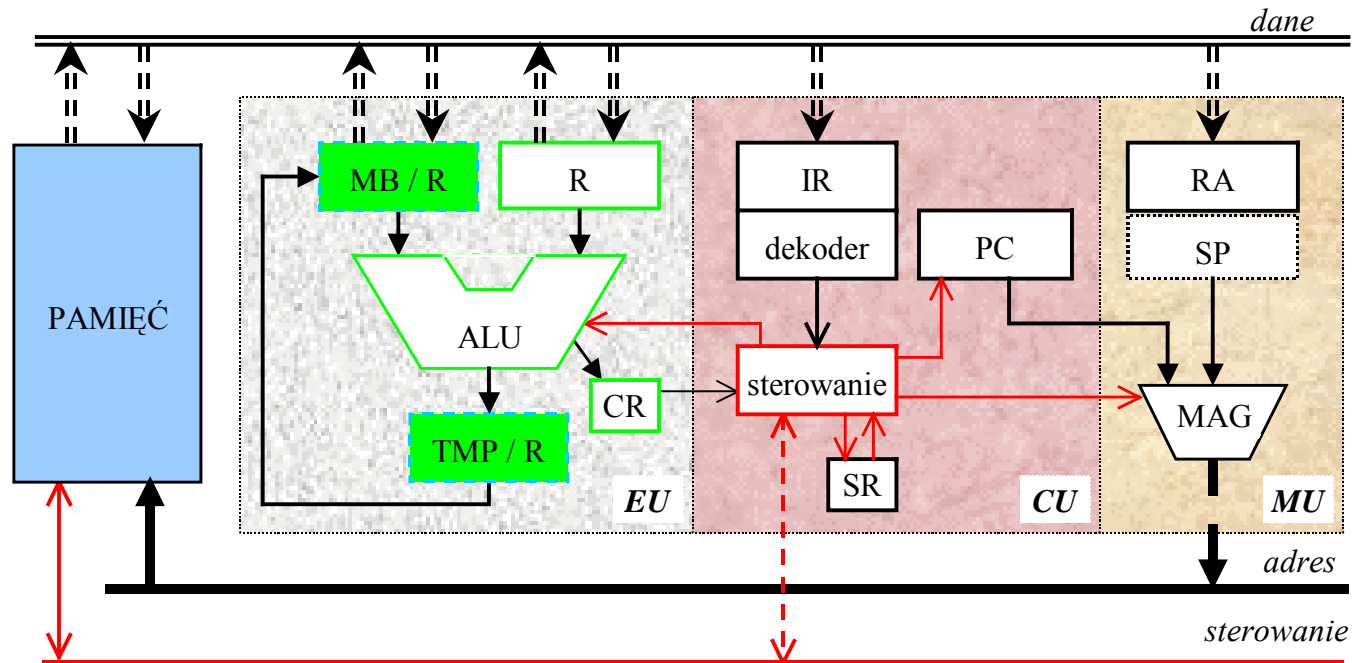 dane
MB / R
R
IR
RA
dekoder
PC
SP
PAMIĘĆ
ALU
sterowanie
CR
MAG
TMP / R
SR
EU
CU
MU
adres
sterowanie